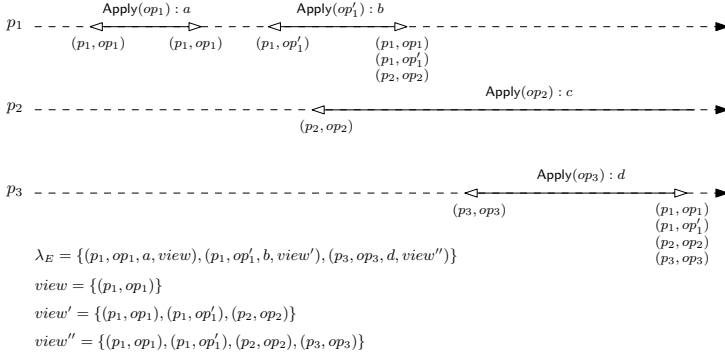 Apply(op₁) : a Apply(op′₁) : b
p₁
(p₁, op₁) (p₁, op₁) (p₁, op′₁) (p₁, op₁)
(p₁, op′₁)
(p₂, op₂)
Apply(op₂) : c
p₂
(p₂, op₂)
Apply(op₃) : d
p₃
(p₃, op₃) (p₁, op₁)
(p₁, op′₁)
(p₂, op₂)
(p₃, op₃)
λ_E = {(p₁, op₁, a, view), (p₁, op′₁, b, view′), (p₃, op₃, d, view″)}
view = {(p₁, op₁)}
view′ = {(p₁, op₁), (p₁, op′₁), (p₂, op₂)}
view″ = {(p₁, op₁), (p₁, op′₁), (p₂, op₂), (p₃, op₃)}